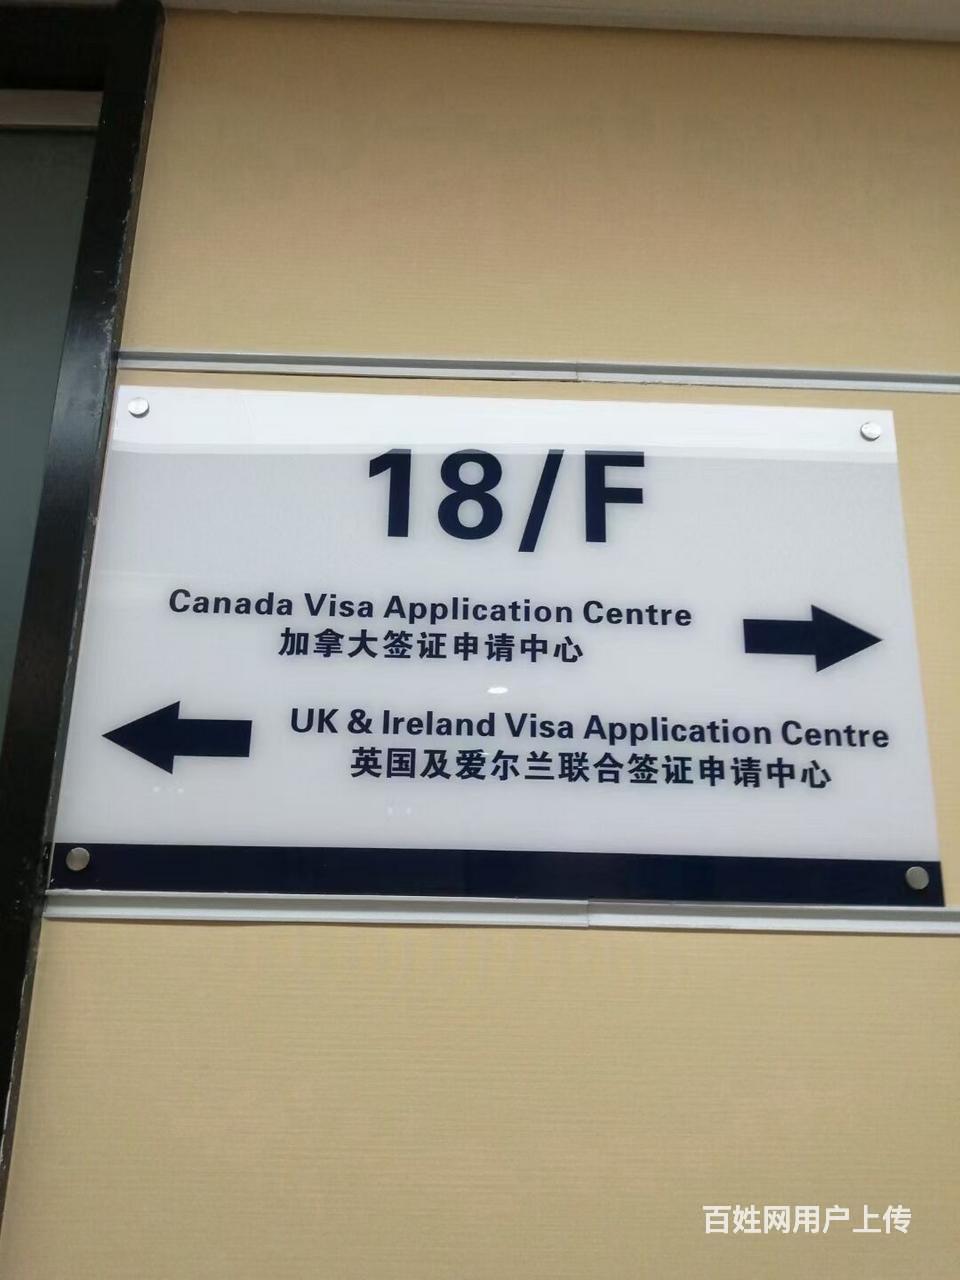 18/F
Canada Visa Application Centre
加拿大签证申请中心
UK & Ireland Visa Application Centre
英国及爱尔兰联合签证申请中心
百姓网用户上传